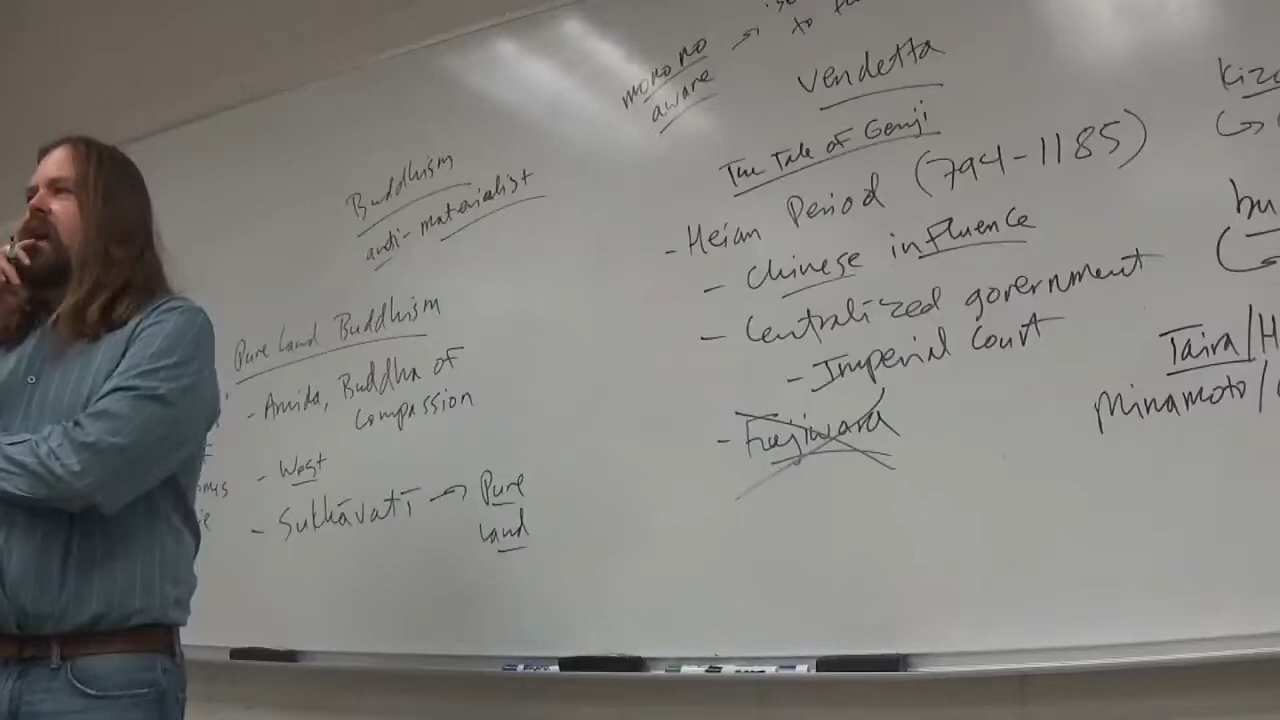 Buddhism
anti-materialist
Pure Land Buddhism
- Amida, Buddha of
compassion
- West
- Sukhāvatī → Pure
Land
mono no
aware →
to
vendetta
The Tale of Genji
- Heian Period (794-1185)
- Chinese influence
- Centralized government
- Imperial Court
- Fujiwara
Taira/H
Minamoto/